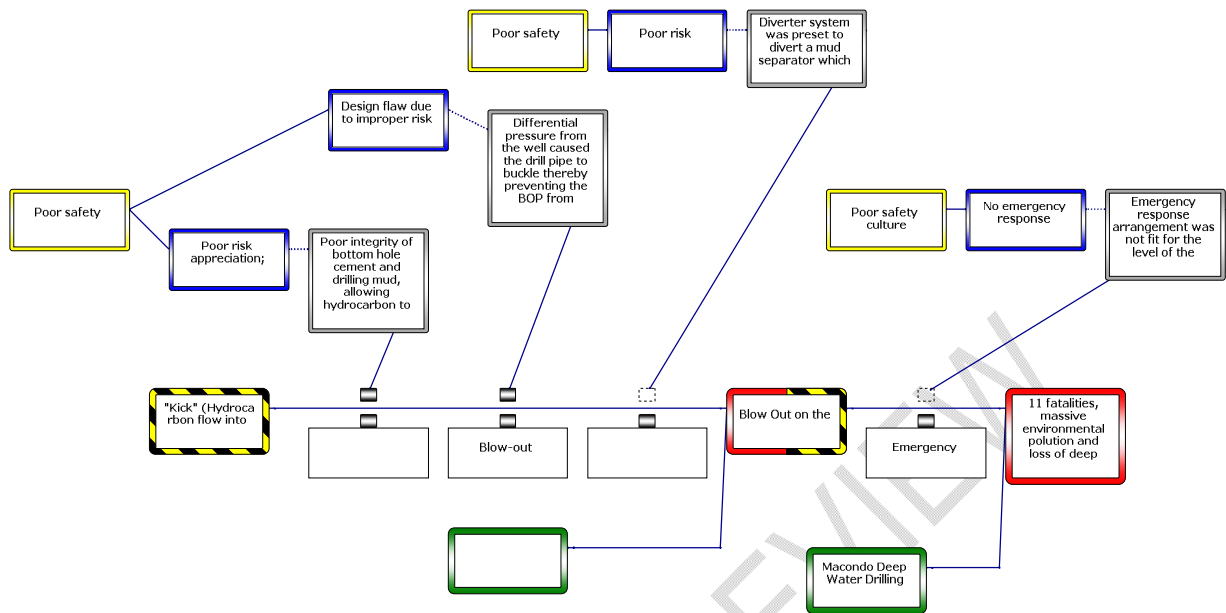 Poor safety
Poor risk
Diverter system
was preset to
divert a mud
separator which
Design flaw due
to improper risk
Differential
pressure from
the well caused
the drill pipe to
buckle thereby
preventing the
BOP from
Poor safety
Poor risk
appreciation;
Poor integrity of
bottom hole
cement and
drilling mud,
allowing
hydrocarbon to
Poor safety
culture
No emergency
response
Emergency
response
arrangement was
not fit for the
level of the
"Kick" (Hydroca
rbon flow into
Blow-out
Blow Out on the
Emergency
11 fatalities,
massive
environmental
polution and
loss of deep
Macondo Deep
Water Drilling
EVIEW